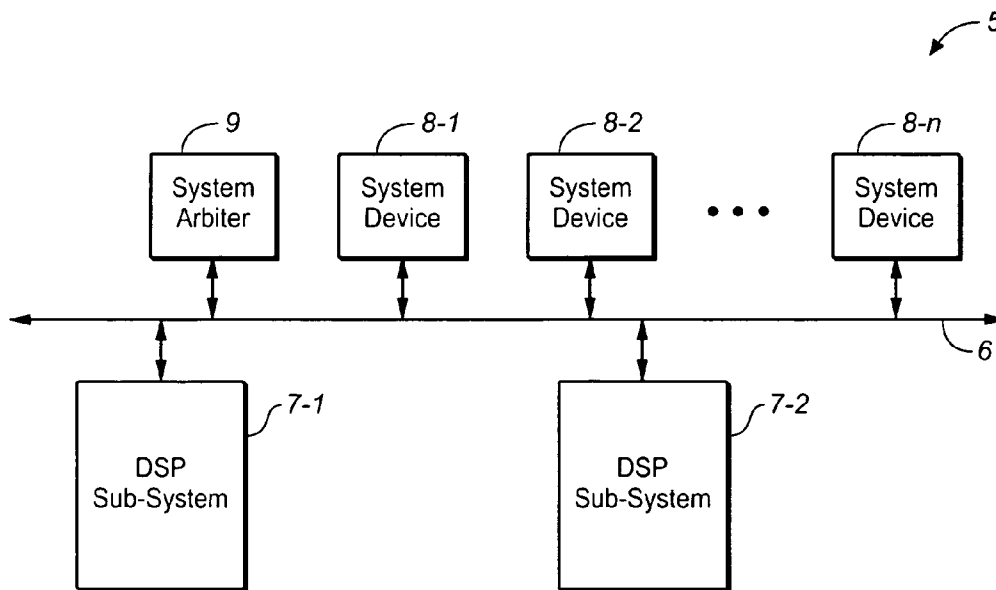 5
9
8-1
8-2
8-n
System
Arbiter
System
Device
System
Device
System
Device
6
7-1
7-2
DSP
Sub-System
DSP
Sub-System